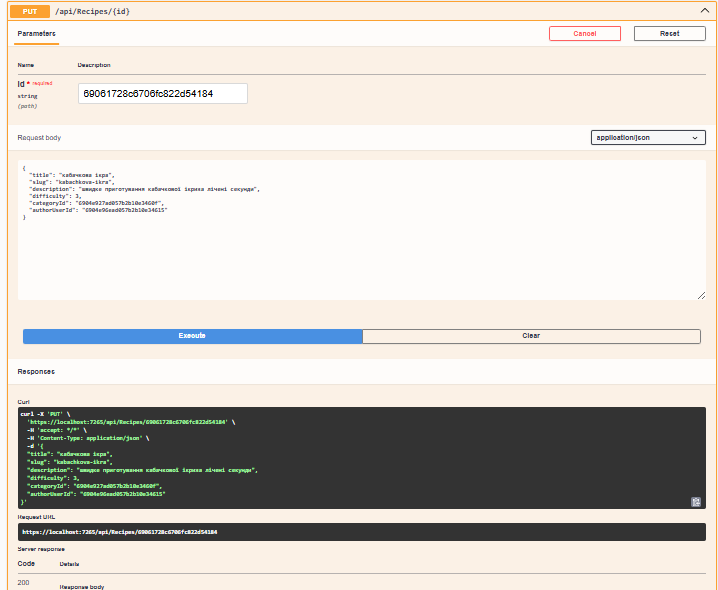 PUT /api/Recipes/{id}
Parameters Cancel Reset
Name Description
id * required
string
(path)
69061728c6706fc822d54184
Request body application/json
{
"title": "кабачкова ікра",
"slug": "kabachkova-ikra",
"description": "швидке приготування кабачкової ікриха лічені секунди",
"difficulty": 3,
"categoryId": "6904e927ad057b2b10e3460f",
"authorUserId": "6904e96ead057b2b10e34615"
}
Execute Clear
Responses
Curl
curl -X 'PUT' \
'https://localhost:7265/api/Recipes/69061728c6706fc822d54184' \
-H 'accept: */*' \
-H 'Content-Type: application/json' \
-d '{
"title": "кабачкова ікра",
"slug": "kabachkova-ikra",
"description": "швидке приготування кабачкової ікриха лічені секунди",
"difficulty": 3,
"categoryId": "6904e927ad057b2b10e3460f",
"authorUserId": "6904e96ead057b2b10e34615"
}'
Request URL
https://localhost:7265/api/Recipes/69061728c6706fc822d54184
Server response
Code Details
200
Response body